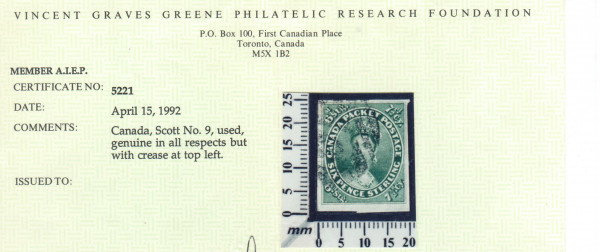 VINCENT GRAVES GREENE PHILATELIC RESEARCH FOUNDATION
P.O. Box 100, First Canadian Place
Toronto, Canada
M5X 1B2
MEMBER A.I.E.P.
CERTIFICATE NO: 5221
DATE: April 15, 1992
COMMENTS: Canada, Scott No. 9, used,
genuine in all respects but
with crease at top left.
ISSUED TO:
CANADA PACKET POSTAGE
SIX PENCE STERLING
0 5 10 15 20 25
mm
0 5 10 15 20